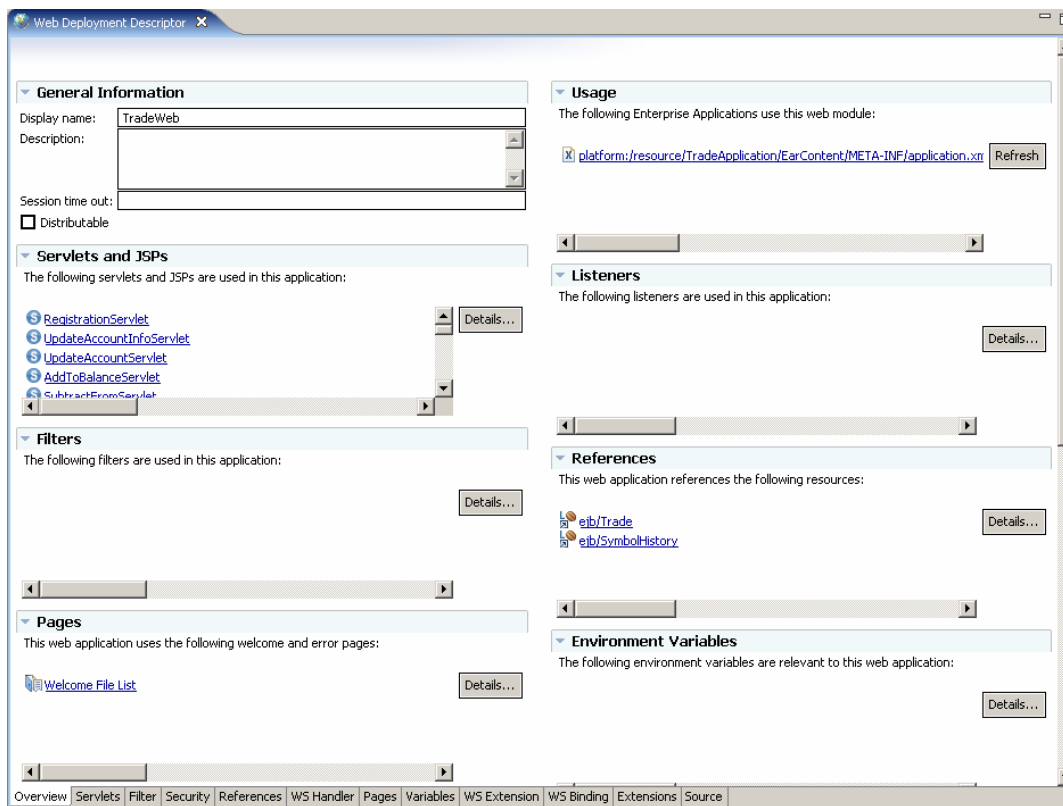 Web Deployment Descriptor
General Information
Display name: TradeWeb
Description:
Session time out:
Distributable
Servlets and JSPs
The following servlets and JSPs are used in this application:
RegistrationServlet
Details...
UpdateAccountInfoServlet
UpdateAccountServlet
AddToBalanceServlet
SubtractFromServlet
Filters
The following filters are used in this application:
Details...
Pages
This web application uses the following welcome and error pages:
Welcome File List
Details...
Usage
The following Enterprise Applications use this web module:
platform:/resource/TradeApplication/EarContent/META-INF/application.xm
Refresh
Listeners
The following listeners are used in this application:
Details...
References
This web application references the following resources:
ejb/Trade
Details...
ejb/SymbolHistory
Environment Variables
The following environment variables are relevant to this web application:
Details...
Overview Servlets Filter Security References WS Handler Pages Variables WS Extension WS Binding Extensions Source